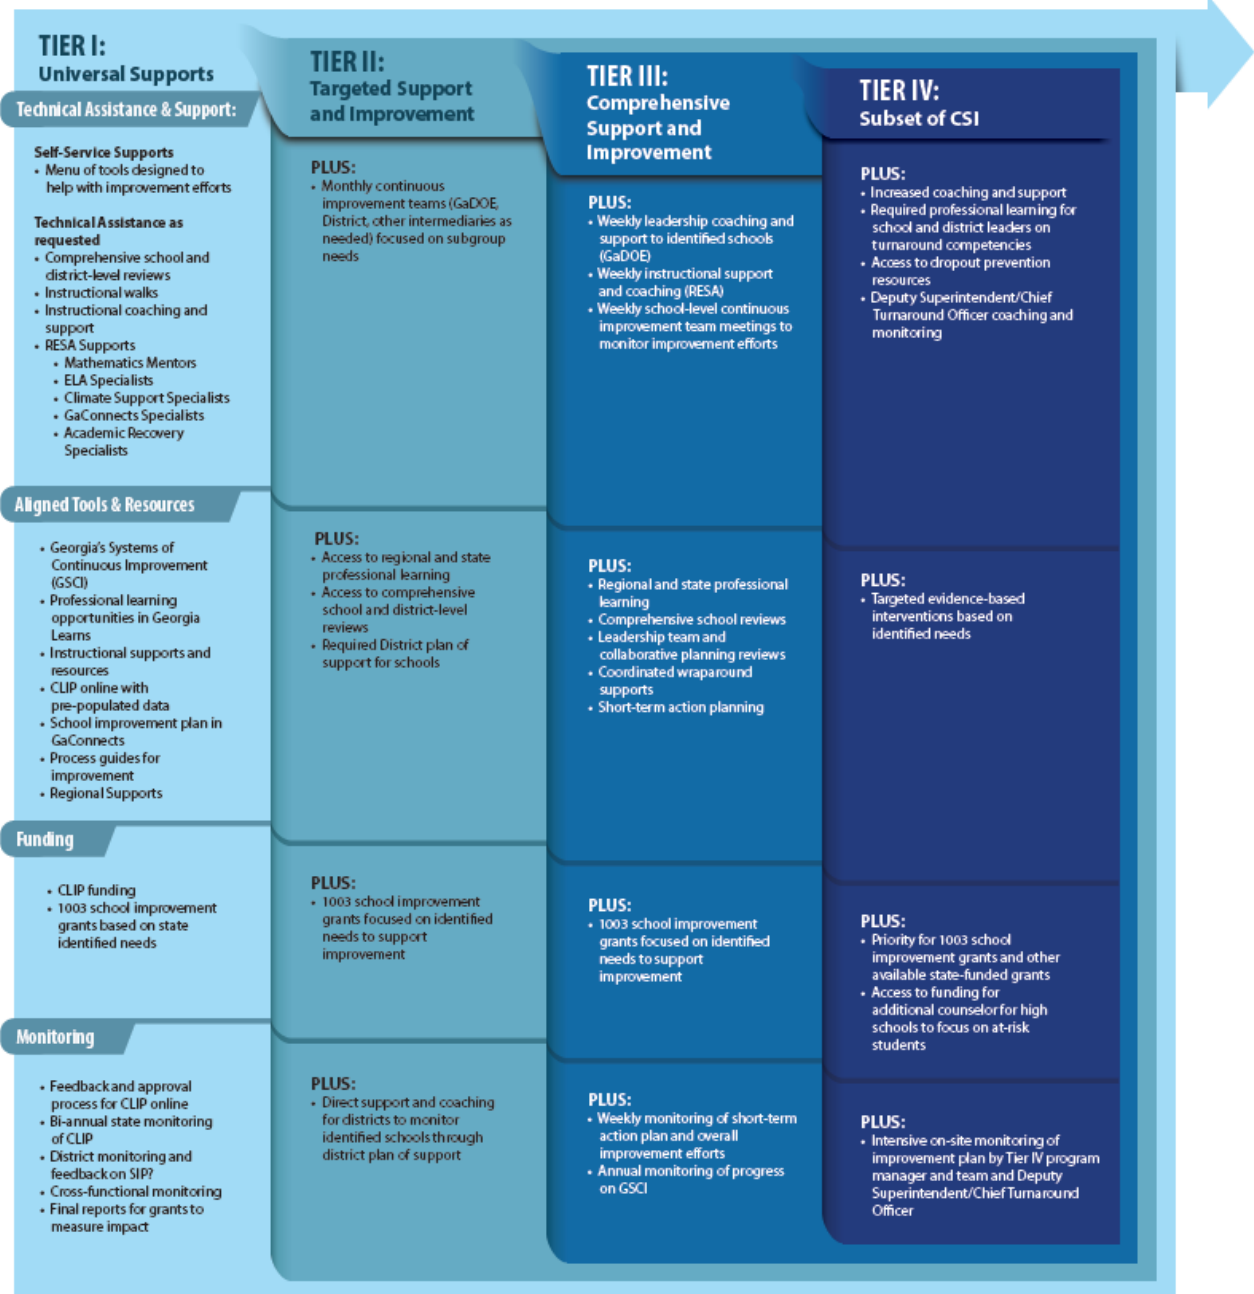 TIER I:
Universal Supports
Technical Assistance & Support:
Self-Service Supports
• Menu of tools designed to
help with improvement efforts
Technical Assistance as
requested
• Comprehensive school and
district-level reviews
• Instructional walks
• Instructional coaching and
support
• RESA Supports
• Mathematics Mentors
• ELA Specialists
• Climate Support Specialists
• GaConnects Specialists
• Academic Recovery
Specialists
Aligned Tools & Resources
• Georgia's Systems of
Continuous Improvement
(GSCI)
• Professional learning
opportunities in Georgia
Learns
• Instructional supports and
resources
• CLIP online with
pre-populated data
• School improvement plan in
GaConnects
• Process guides for
improvement
• Regional Supports
Funding
• CLIP funding
• 1003 school improvement
grants based on state
identified needs
Monitoring
• Feedback and approval
process for CLIP online
• Bi-annual state monitoring
of CLIP
• District monitoring and
feedback on SIP?
• Cross-functional monitoring
• Final reports for grants to
measure impact
TIER II:
Targeted Support
and Improvement
PLUS:
• Monthly continuous
improvement teams (GaDOE,
District, other intermediaries as
needed) focused on subgroup
needs
PLUS:
• Access to regional and state
professional learning
• Access to comprehensive
school and district-level
reviews
• Required District plan of
support for schools
PLUS:
• 1003 school improvement
grants focused on identified
needs to support
improvement
PLUS:
• Direct support and coaching
for districts to monitor
identified schools through
district plan of support
TIER III:
Comprehensive
Support and
Improvement
PLUS:
• Weekly leadership coaching and
support to identified schools
(GaDOE)
• Weekly instructional support
and coaching (RESA)
• Weekly school-level continuous
improvement team meetings to
monitor improvement efforts
PLUS:
• Regional and state professional
learning
• Comprehensive school reviews
• Leadership team and
collaborative planning reviews
• Coordinated wraparound
supports
• Short-term action planning
PLUS:
• 1003 school improvement
grants focused on identified
needs to support
improvement
PLUS:
• Weekly monitoring of short-term
action plan and overall
improvement efforts
• Annual monitoring of progress
on GSCI
TIER IV:
Subset of CSI
PLUS:
• Increased coaching and support
• Required professional learning for
school and district leaders on
turnaround competencies
• Access to dropout prevention
resources
• Deputy Superintendent/Chief
Turnaround Officer coaching and
monitoring
PLUS:
• Targeted evidence-based
interventions based on
identified needs
PLUS:
• Priority for 1003 school
improvement grants and other
available state-funded grants
• Access to funding for
additional counselor for high
schools to focus on at-risk
students
PLUS:
• Intensive on-site monitoring of
improvement plan by Tier IV program
manager and team and Deputy
Superintendent/Chief Turnaround
Officer